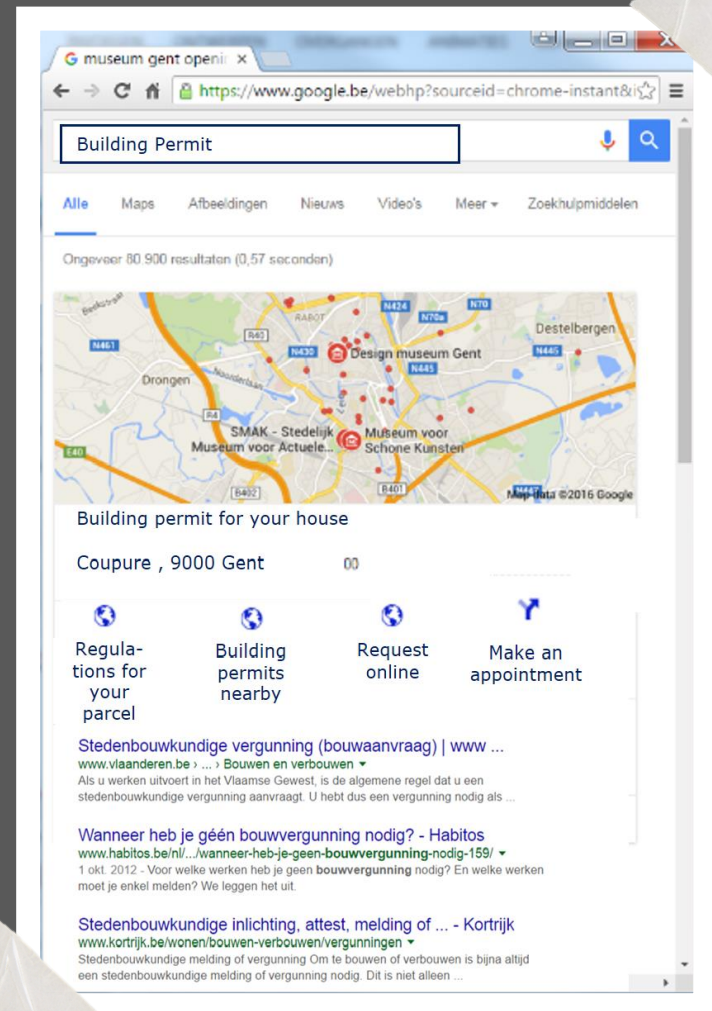 museum gent openin
https://www.google.be/webhp?sourceid=chrome-instant&i
Building Permit
Alle Maps Afbeeldingen Nieuws Video's Meer Zoekhulpmiddelen
Ongeveer 80.900 resultaten (0,57 seconden)
RABOT N424 N70
N70a
R40 Destelbergen
N461 N430 Design museum Gent N445
N445
Drongen Noorderlaan
R4
SMAK - Stedelijk Museum voor
Museum voor Actuele... Schone Kunsten
E40
B402 B401
Map data ©2016 Google
Building permit for your house
Coupure , 9000 Gent
Regula- Building Request Make an
tions for permits online appointment
your nearby
parcel
Stedenbouwkundige vergunning (bouwaanvraag) | www ...
www.vlaanderen.be › ... › Bouwen en verbouwen
Als u werken uitvoert in het Vlaamse Gewest, is de algemene regel dat u een
stedenbouwkundige vergunning aanvraagt. U hebt dus een vergunning nodig als ...
Wanneer heb je géén bouwvergunning nodig? - Habitos
www.habitos.be/nl/.../wanneer-heb-je-geen-bouwvergunning-nodig-159/
1 okt. 2012 - Voor welke werken heb je geen bouwvergunning nodig? En welke werken
moet je enkel melden? We leggen het uit.
Stedenbouwkundige inlichting, attest, melding of ... - Kortrijk
www.kortrijk.be/wonen/bouwen-verbouwen/vergunningen
Stedenbouwkundige melding of vergunning Om te bouwen of verbouwen is bijna altijd
een stedenbouwkundige melding of vergunning nodig. Dit is niet alleen ...